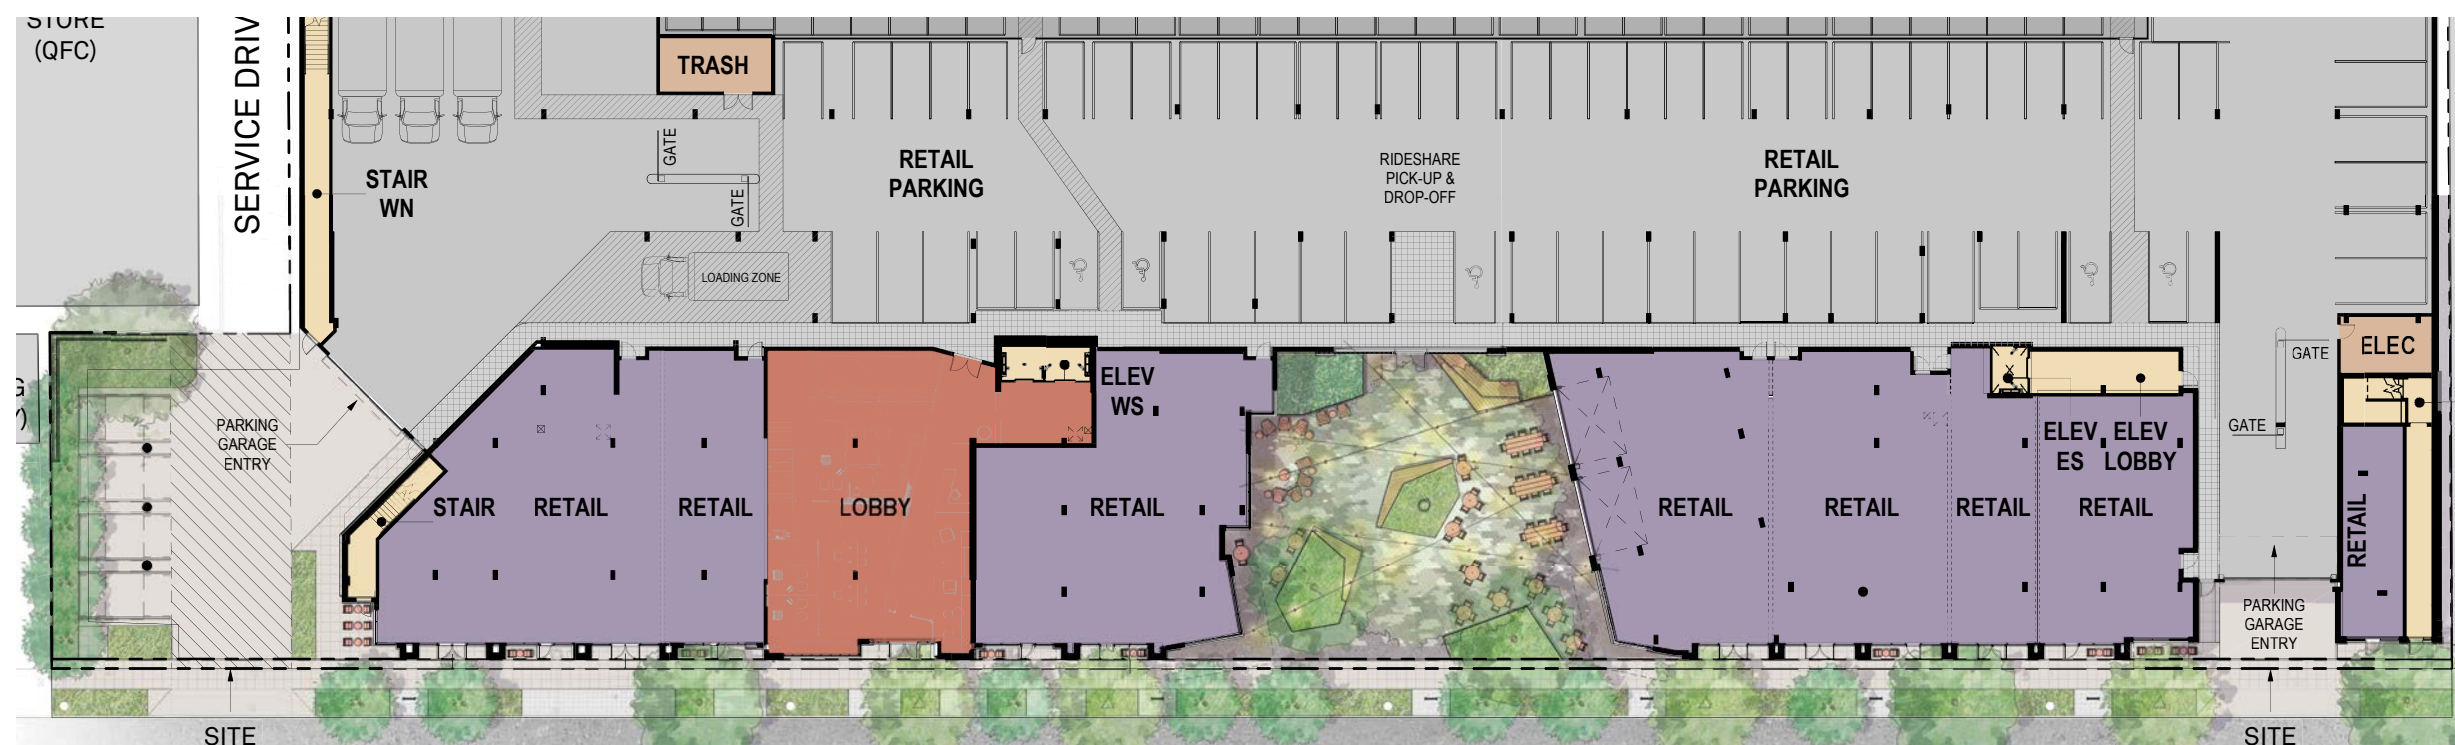 STORE
(QFC)
SERVICE DRIV
TRASH
STAIR
WN
GATE
GATE
RETAIL
PARKING
RIDESHARE
PICK-UP &
DROP-OFF
RETAIL
PARKING
LOADING ZONE
G
Y)
PARKING
GARAGE
ENTRY
ELEV
WS
GATE
ELEC
GATE
ELEV
ES
ELEV
LOBBY
STAIR
RETAIL
RETAIL
LOBBY
RETAIL
RETAIL
RETAIL
RETAIL
RETAIL
RETAIL
PARKING
GARAGE
ENTRY
SITE
SITE